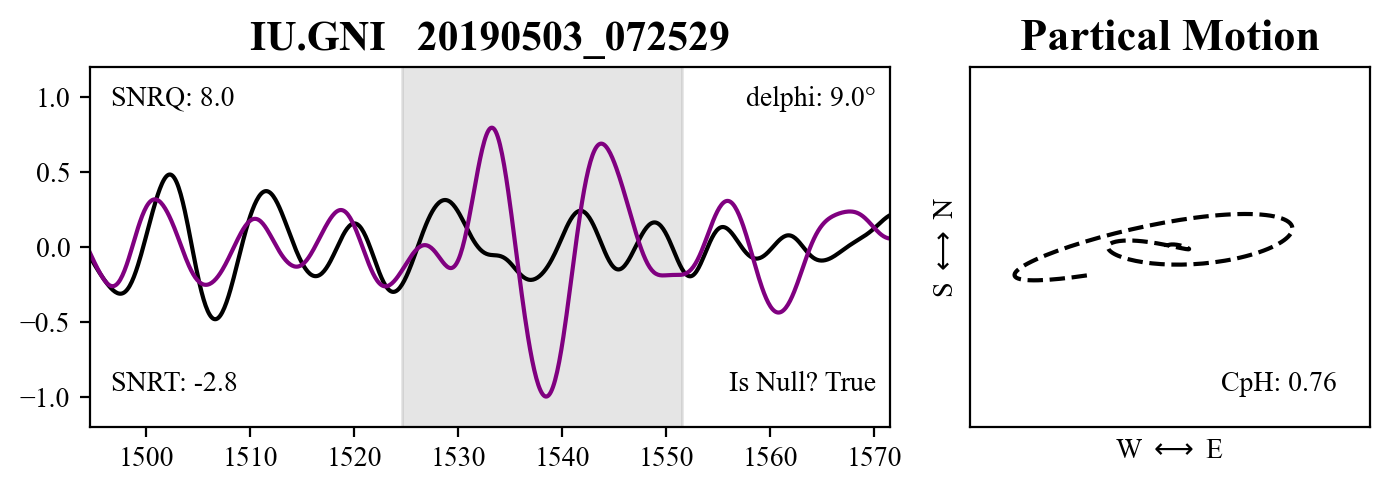 IU.GNI 20190503_072529
SNRQ: 8.0
delphi: 9.0°
SNRT: -2.8
Is Null? True
1.0
0.5
0.0
−0.5
−1.0
1500 1510 1520 1530 1540 1550 1560 1570
Partical Motion
S ⟷ N
CpH: 0.76
W ⟷ E